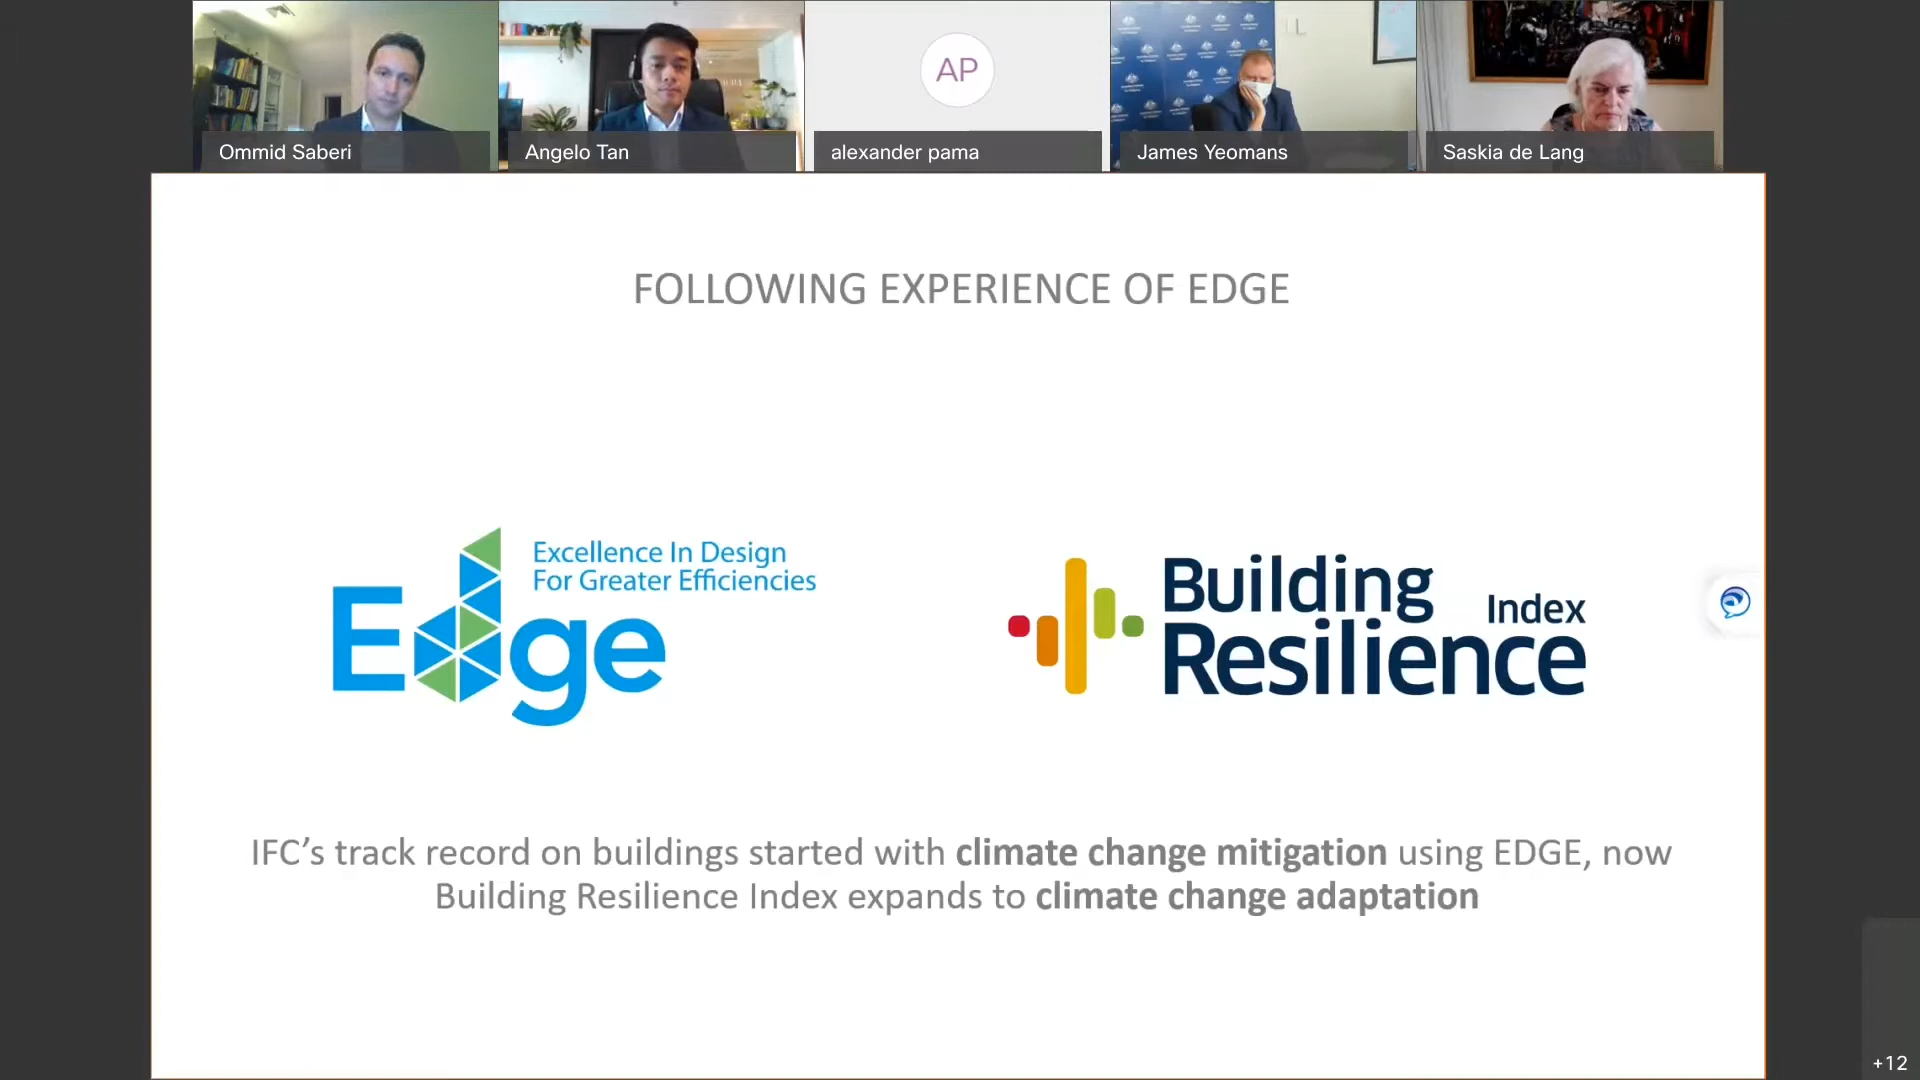 Ommid Saberi
Angelo Tan
AP
alexander pama
James Yeomans
Saskia de Lang
FOLLOWING EXPERIENCE OF EDGE
Excellence In Design
For Greater Efficiencies
Edge
Building
Index
Resilience
IFC’s track record on buildings started with climate change mitigation using EDGE, now
Building Resilience Index expands to climate change adaptation
+12